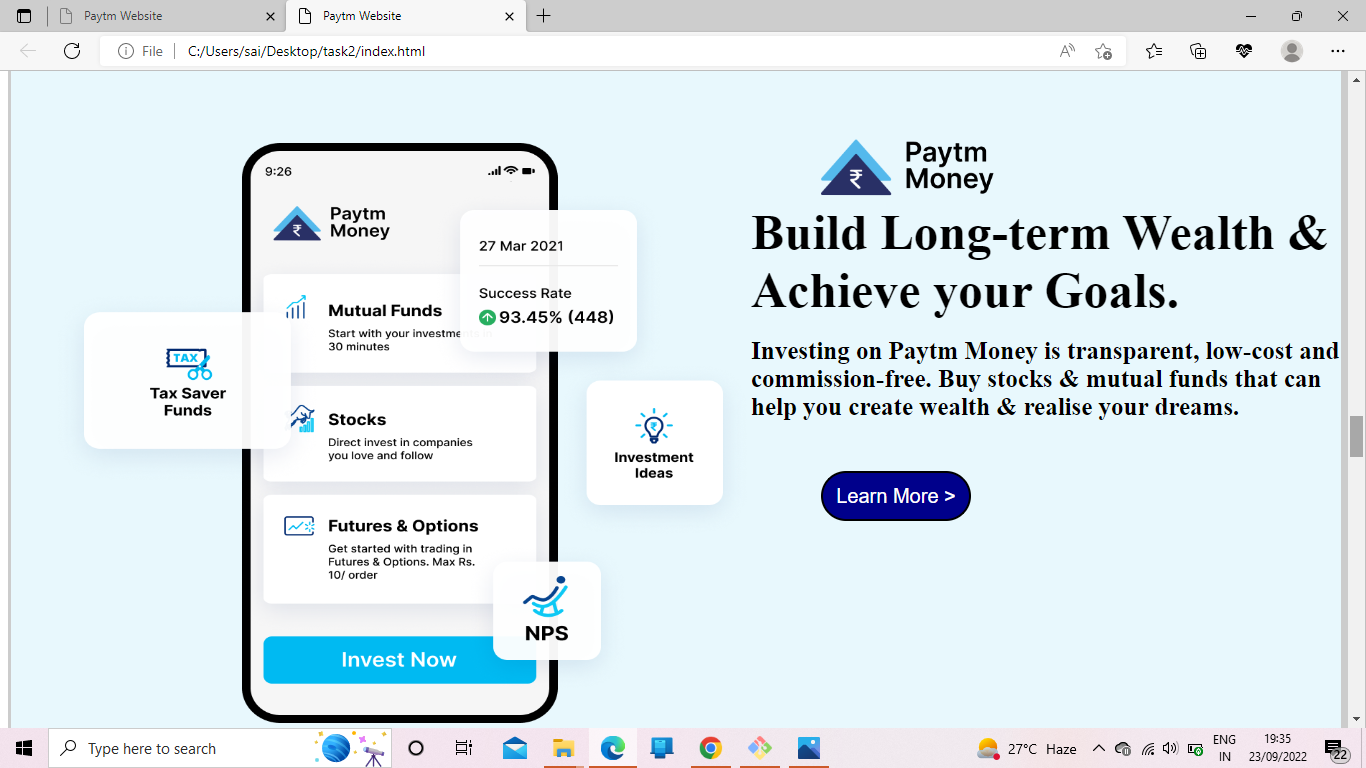 Paytm Website
Paytm Website
File
C:/Users/sai/Desktop/task2/index.html
9:26
Paytm
Money
27 Mar 2021
Success Rate
93.45% (448)
Mutual Funds
Start with your investments in
30 minutes
TAX
Tax Saver
Funds
Stocks
Direct invest in companies
you love and follow
Investment
Ideas
Futures & Options
Get started with trading in
Futures & Options. Max Rs.
10/ order
NPS
Invest Now
Paytm
Money
Build Long-term Wealth &
Achieve your Goals.
Investing on Paytm Money is transparent, low-cost and
commission-free. Buy stocks & mutual funds that can
help you create wealth & realise your dreams.
Learn More >
Type here to search
27°C Haze
ENG
IN
19:35
23/09/2022
22